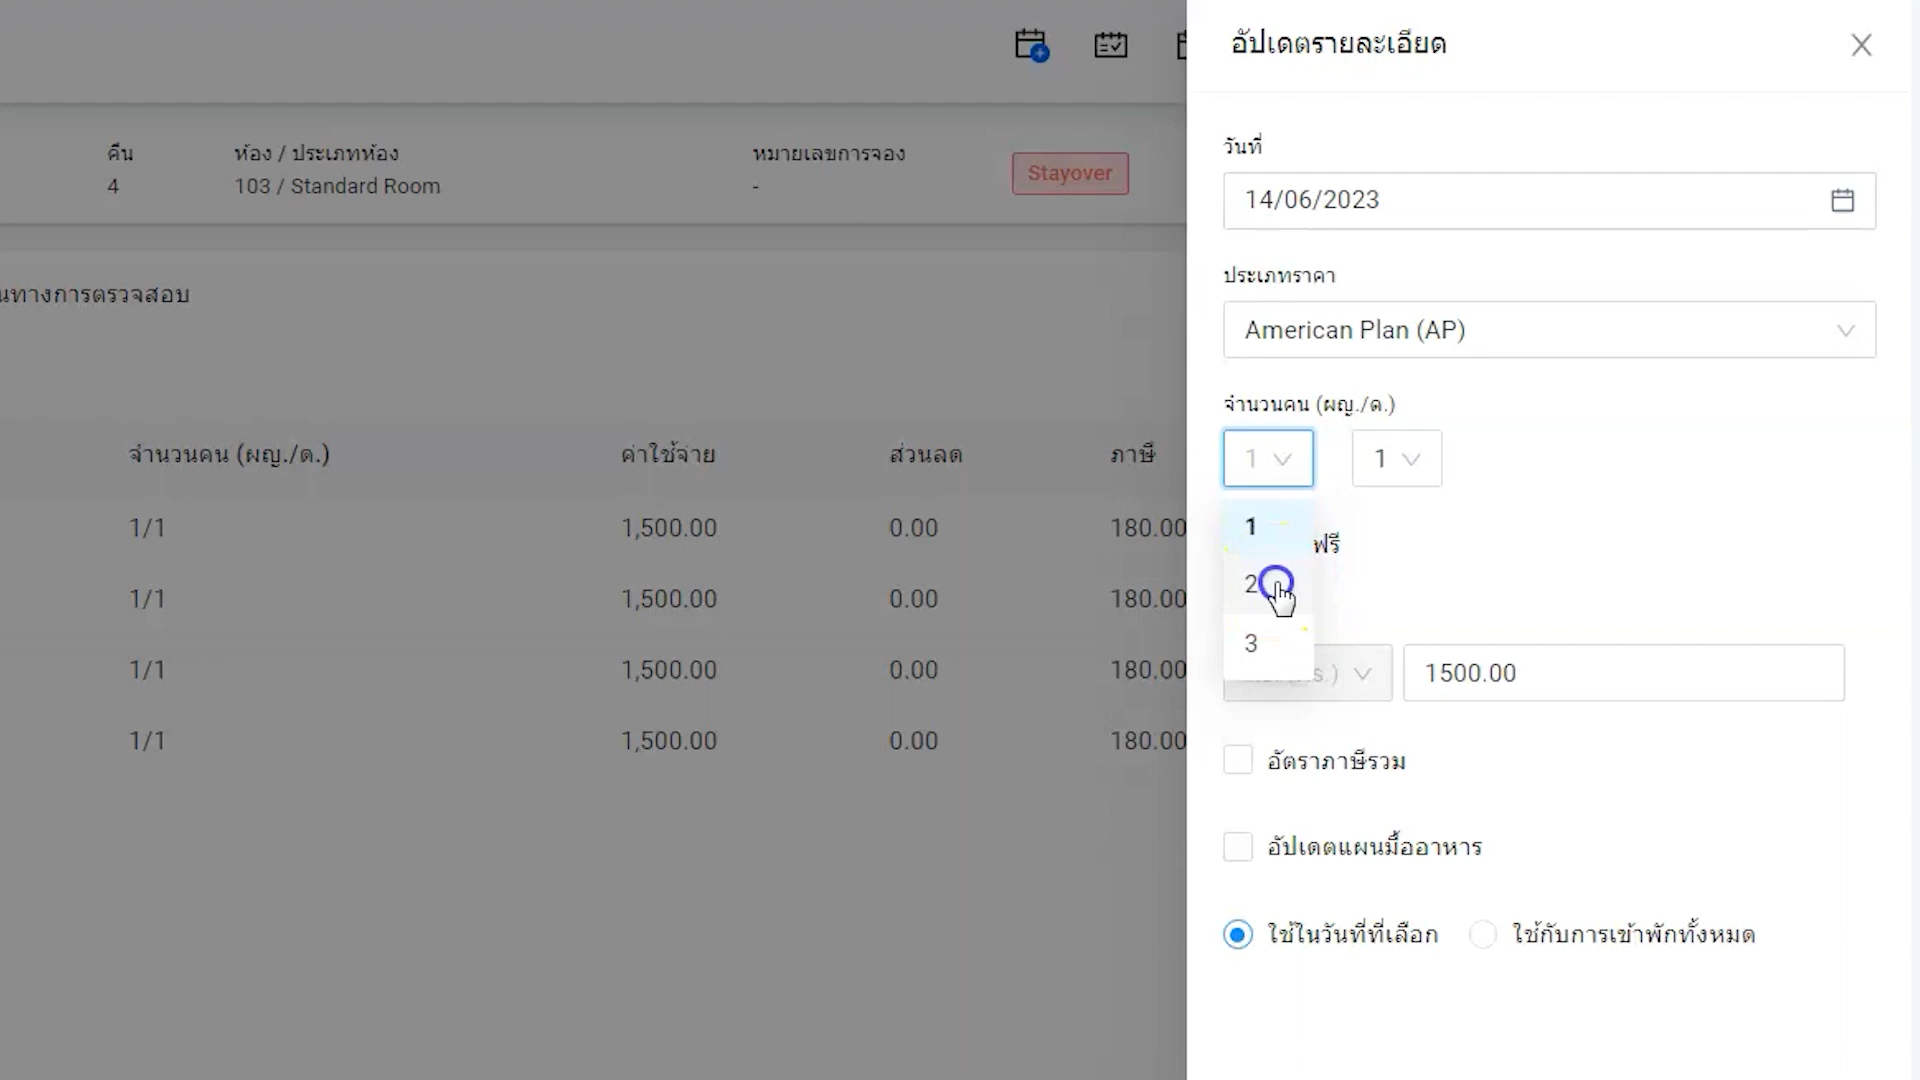 อัปเดตรายละเอียด
คืน
ห้อง / ประเภทห้อง
หมายเลขการจอง
4
103 / Standard Room
-
Stayover
วันที่
14/06/2023
ประเภทราคา
American Plan (AP)
นทางการตรวจสอบ
จำนวนคน (ผญ./ด.)
1
1
จำนวนคน (ผญ./ด.)
ค่าใช้จ่าย
ส่วนลด
ภาษี
1/1
1,500.00
0.00
180.00
1/1
1,500.00
0.00
180.00
1/1
1,500.00
0.00
180.00
1/1
1,500.00
0.00
180.00
1
ฟรี
2
3
1500.00
อัตราภาษีรวม
อัปเดตแผนมื้ออาหาร
ใช้ในวันที่ที่เลือก
ใช้กับการเข้าพักทั้งหมด